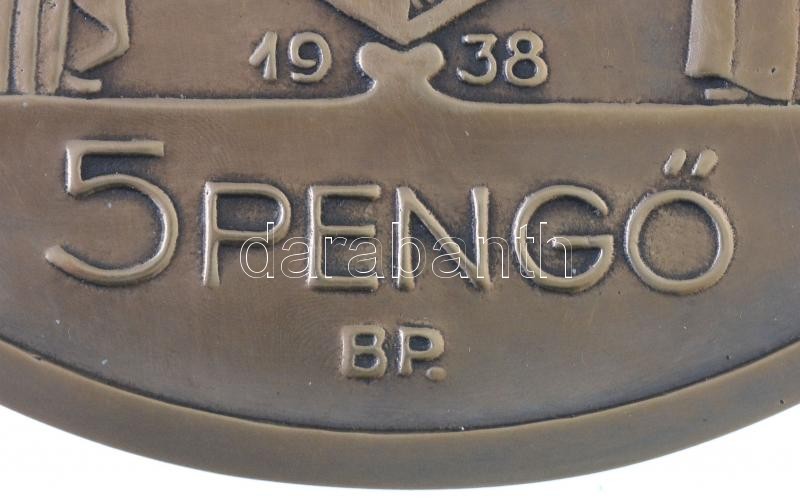 19 38
5 PENGŐ
darabanth
BP.